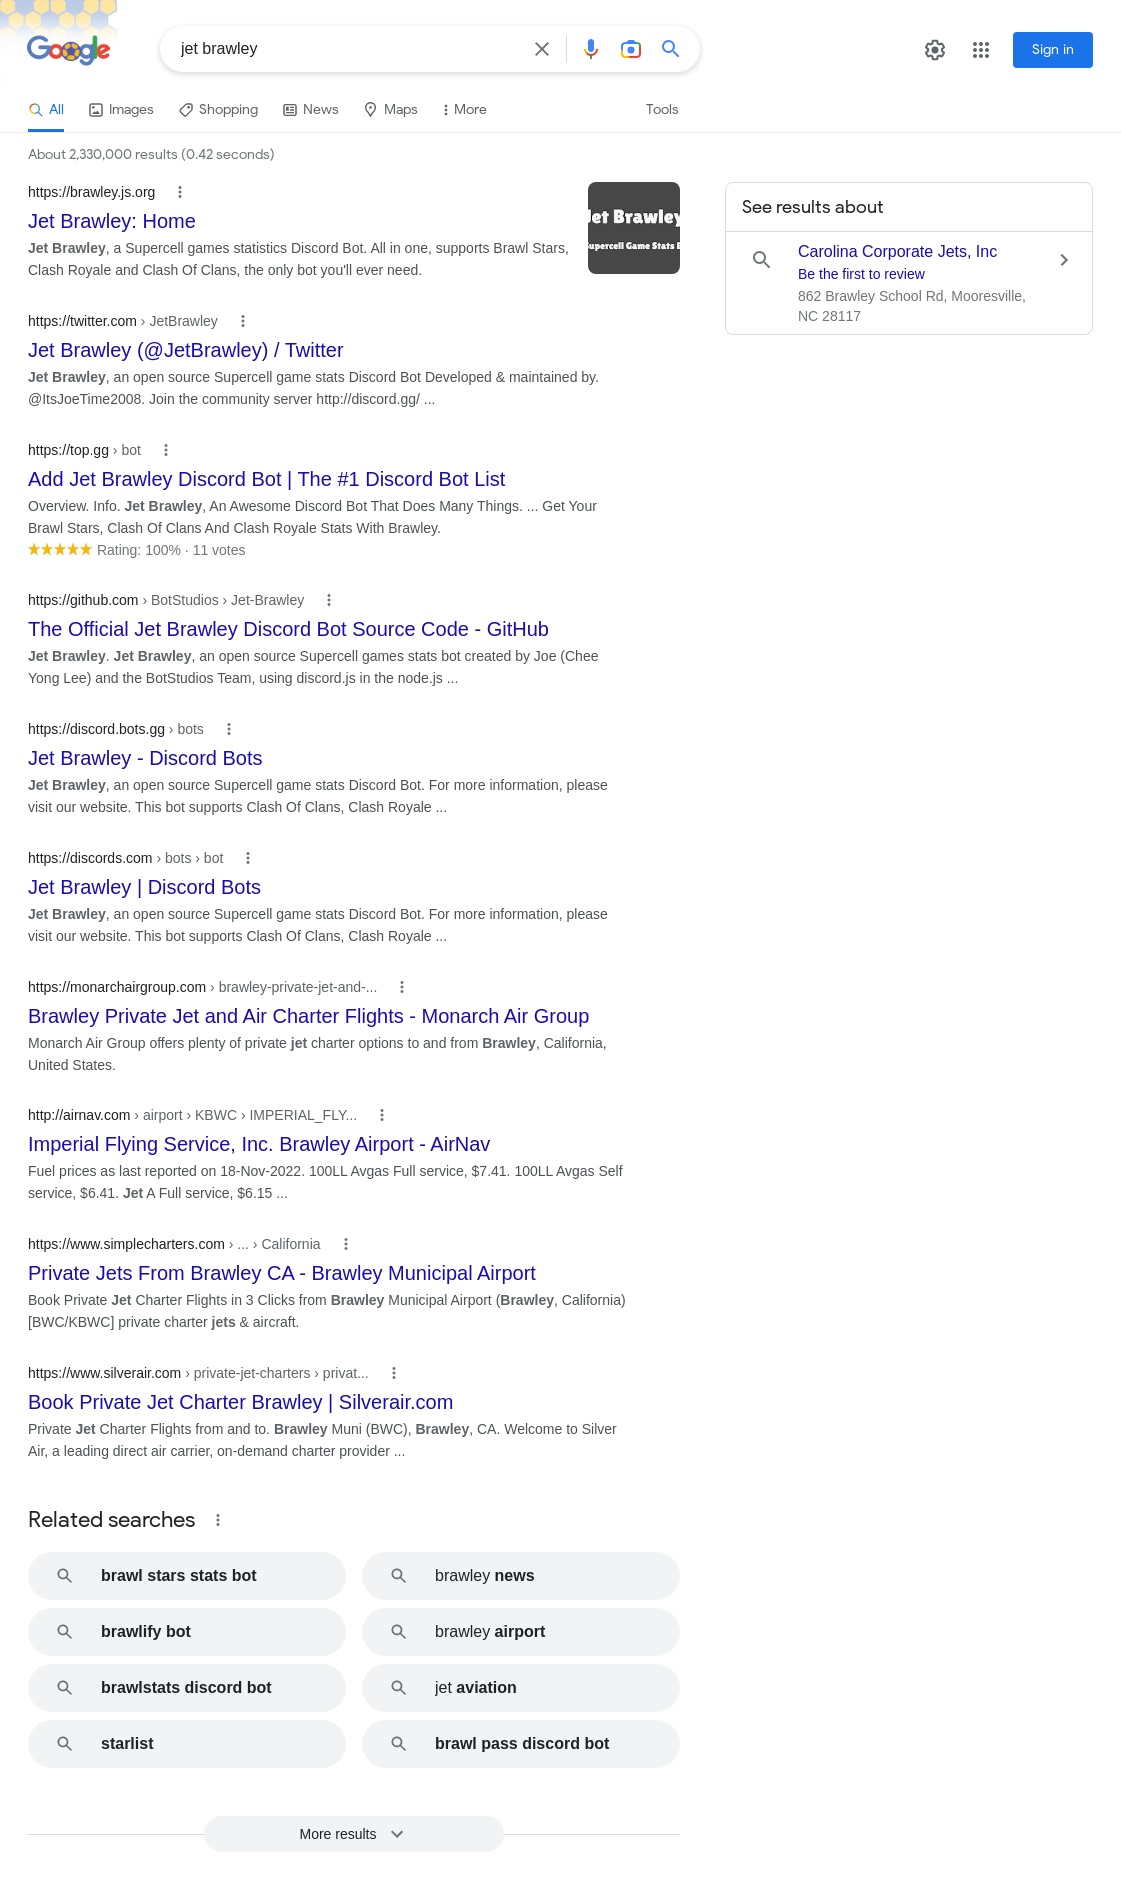 Google
jet brawley
Sign in
All
Images
Shopping
News
Maps
More
Tools
About 2,330,000 results (0.42 seconds)
https://brawley.js.org
Jet Brawley: Home
Jet Brawley, a Supercell games statistics Discord Bot. All in one, supports Brawl Stars,
Clash Royale and Clash Of Clans, the only bot you'll ever need.
Jet Brawley
Supercell Game Stats B
https://twitter.com › JetBrawley
Jet Brawley (@JetBrawley) / Twitter
Jet Brawley, an open source Supercell game stats Discord Bot Developed & maintained by.
@ItsJoeTime2008. Join the community server http://discord.gg/ ...
https://top.gg › bot
Add Jet Brawley Discord Bot | The #1 Discord Bot List
Overview. Info. Jet Brawley, An Awesome Discord Bot That Does Many Things. ... Get Your
Brawl Stars, Clash Of Clans And Clash Royale Stats With Brawley.
Rating: 100% · 11 votes
https://github.com › BotStudios › Jet-Brawley
The Official Jet Brawley Discord Bot Source Code - GitHub
Jet Brawley. Jet Brawley, an open source Supercell games stats bot created by Joe (Chee
Yong Lee) and the BotStudios Team, using discord.js in the node.js ...
https://discord.bots.gg › bots
Jet Brawley - Discord Bots
Jet Brawley, an open source Supercell game stats Discord Bot. For more information, please
visit our website. This bot supports Clash Of Clans, Clash Royale ...
https://discords.com › bots › bot
Jet Brawley | Discord Bots
Jet Brawley, an open source Supercell game stats Discord Bot. For more information, please
visit our website. This bot supports Clash Of Clans, Clash Royale ...
https://monarchairgroup.com › brawley-private-jet-and-...
Brawley Private Jet and Air Charter Flights - Monarch Air Group
Monarch Air Group offers plenty of private jet charter options to and from Brawley, California,
United States.
http://airnav.com › airport › KBWC › IMPERIAL_FLY...
Imperial Flying Service, Inc. Brawley Airport - AirNav
Fuel prices as last reported on 18-Nov-2022. 100LL Avgas Full service, $7.41. 100LL Avgas Self
service, $6.41. Jet A Full service, $6.15 ...
https://www.simplecharters.com › ... › California
Private Jets From Brawley CA - Brawley Municipal Airport
Book Private Jet Charter Flights in 3 Clicks from Brawley Municipal Airport (Brawley, California)
[BWC/KBWC] private charter jets & aircraft.
https://www.silverair.com › private-jet-charters › privat...
Book Private Jet Charter Brawley | Silverair.com
Private Jet Charter Flights from and to. Brawley Muni (BWC), Brawley, CA. Welcome to Silver
Air, a leading direct air carrier, on-demand charter provider ...
See results about
Carolina Corporate Jets, Inc
Be the first to review
862 Brawley School Rd, Mooresville,
NC 28117
Related searches
brawl stars stats bot
brawley news
brawlify bot
brawley airport
brawlstats discord bot
jet aviation
starlist
brawl pass discord bot
More results